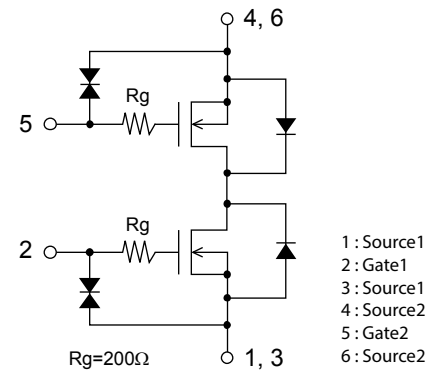 4, 6
Rg
5
Rg
2
1 : Source1
2 : Gate1
3 : Source1
4 : Source2
5 : Gate2
6 : Source2
Rg=200Ω
1, 3